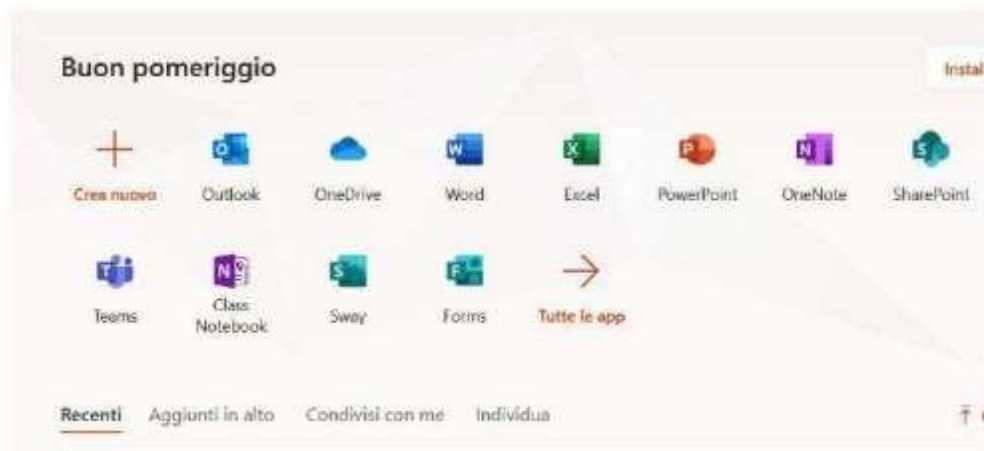 Buon pomeriggio
Crea nuovo
Outlook
OneDrive
Word
Excel
PowerPoint
OneNote
SharePoint
Teams
Class
Notebook
Sway
Forms
Tutte le app
Recenti Aggiunti in alto Condivisi con me Individua